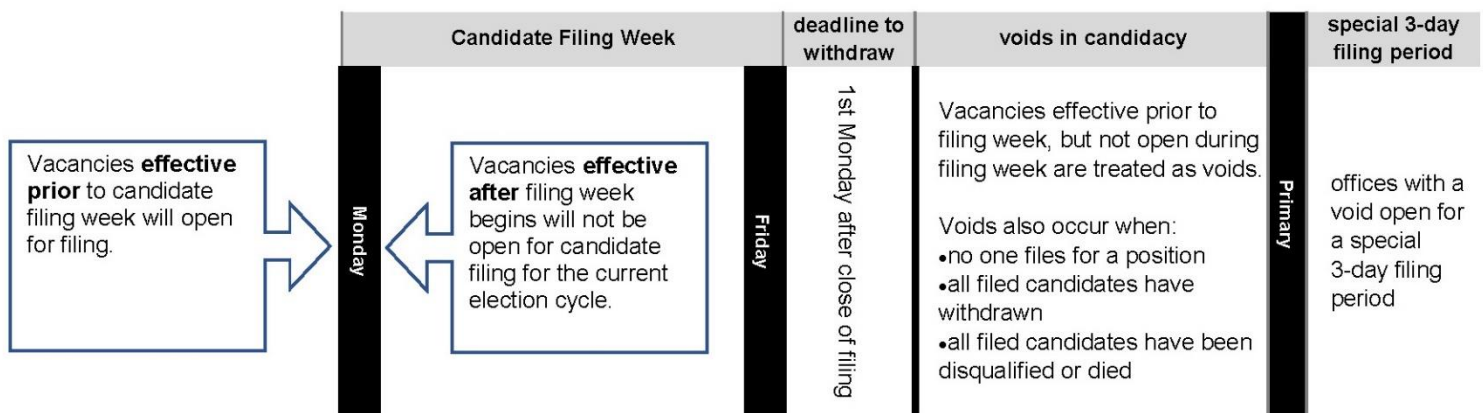 Candidate Filing Week
deadline to
withdraw
voids in candidacy
special 3-day
filing period
Vacancies effective
prior to candidate
filing week will open
for filing.
Monday
Vacancies effective
after filing week
begins will not be
open for candidate
filing for the current
election cycle.
Friday
1st Monday after close of filing
Vacancies effective prior to
filing week, but not open during
filing week are treated as voids.
Voids also occur when:
•no one files for a position
•all filed candidates have
withdrawn
•all filed candidates have been
disqualified or died
Primary
offices with a
void open for
a special
3-day filing
period